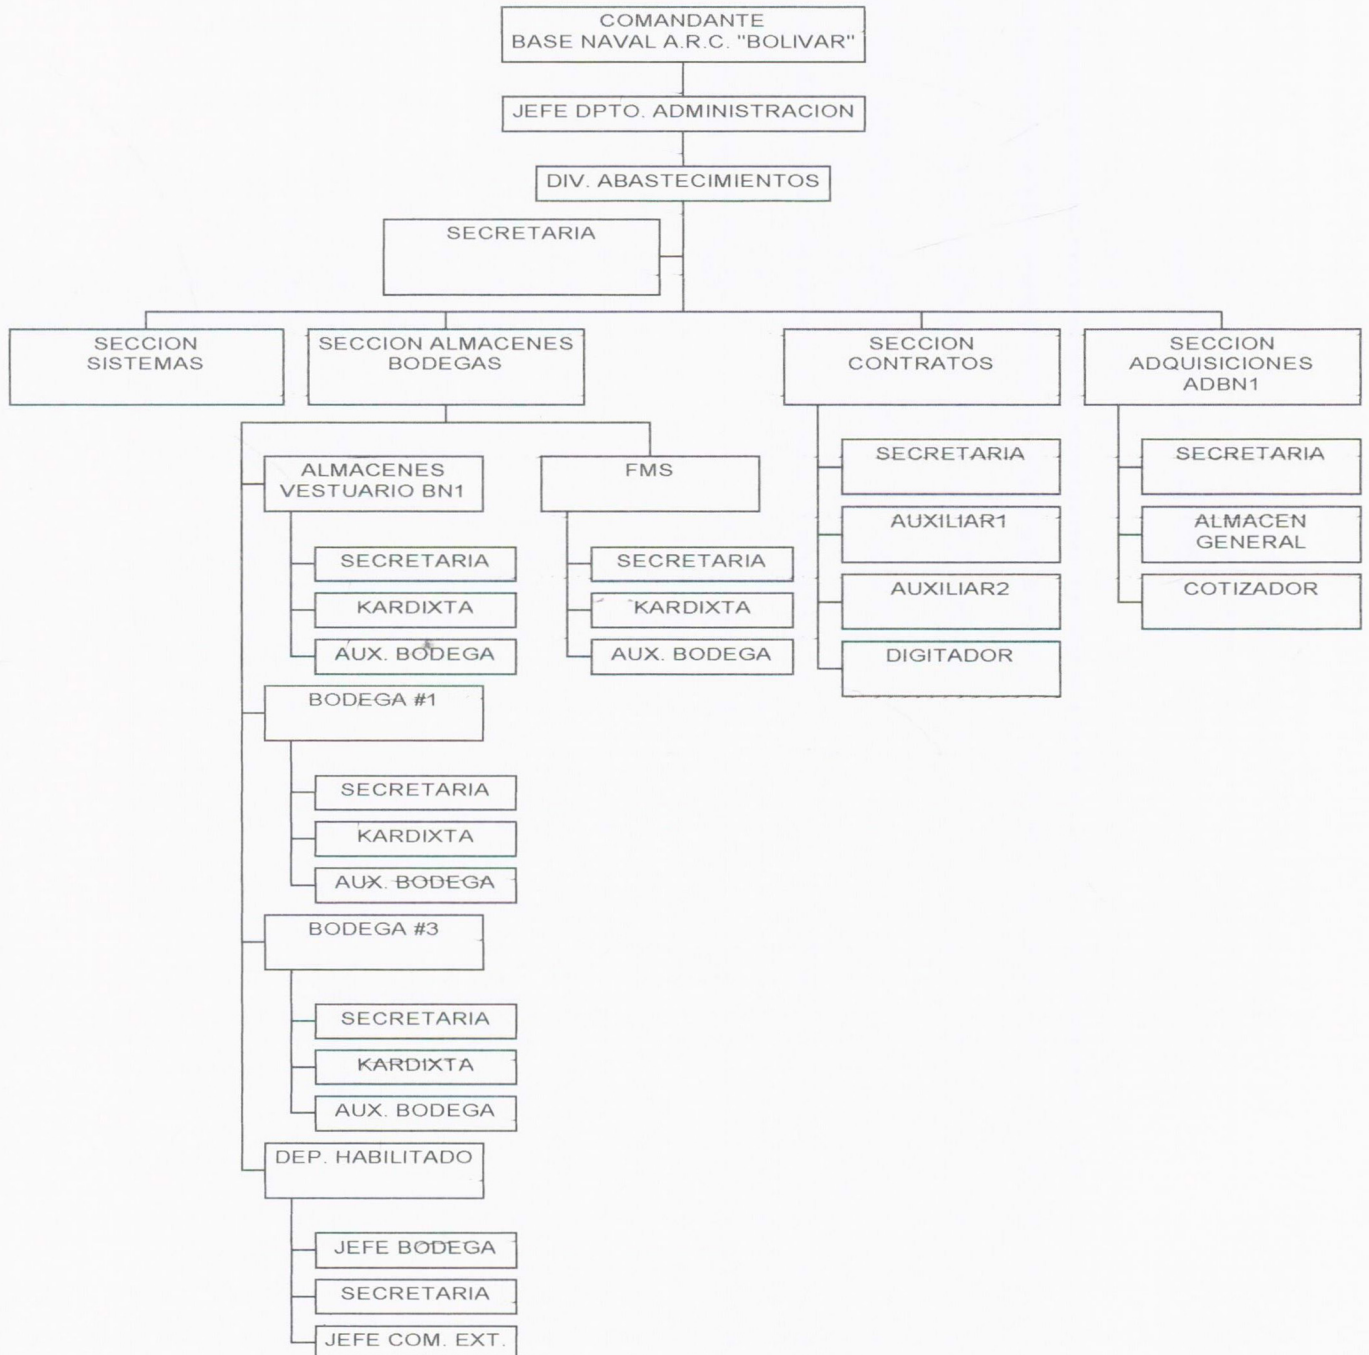 COMANDANTE
BASE NAVAL A.R.C. "BOLIVAR"
JEFE DPTO. ADMINISTRACION
DIV. ABASTECIMIENTOS
SECRETARIA
SECCION
SISTEMAS
SECCION ALMACENES
BODEGAS
SECCION
CONTRATOS
SECCION
ADQUISICIONES
ADBN1
ALMACENES
VESTUARIO BN1
SECRETARIA
KARDIXTA
AUX. BODEGA
BODEGA #1
SECRETARIA
KARDIXTA
AUX. BODEGA
BODEGA #3
SECRETARIA
KARDIXTA
AUX. BODEGA
DEP. HABILITADO
JEFE BODEGA
SECRETARIA
JEFE COM. EXT.
FMS
SECRETARIA
KARDIXTA
AUX. BODEGA
SECRETARIA
AUXILIAR1
AUXILIAR2
DIGITADOR
SECRETARIA
ALMACEN
GENERAL
COTIZADOR